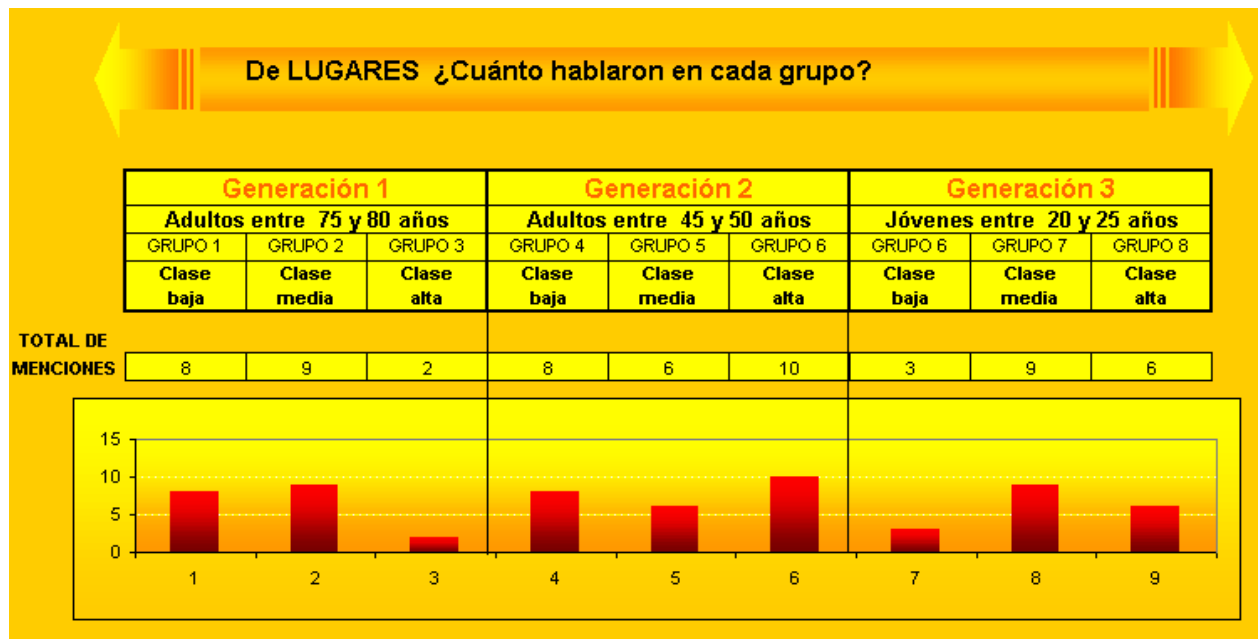 De LUGARES ¿Cuánto hablaron en cada grupo?
Generación 1 Generación 2 Generación 3
Adultos entre 75 y 80 años Adultos entre 45 y 50 años Jóvenes entre 20 y 25 años
GRUPO 1 GRUPO 2 GRUPO 3 GRUPO 4 GRUPO 5 GRUPO 6 GRUPO 6 GRUPO 7 GRUPO 8
Clase Clase Clase Clase Clase Clase Clase Clase Clase
baja media alta baja media alta baja media alta
TOTAL DE
MENCIONES 8 9 2 8 6 10 3 9 6
15
10
5
0
1 2 3 4 5 6 7 8 9